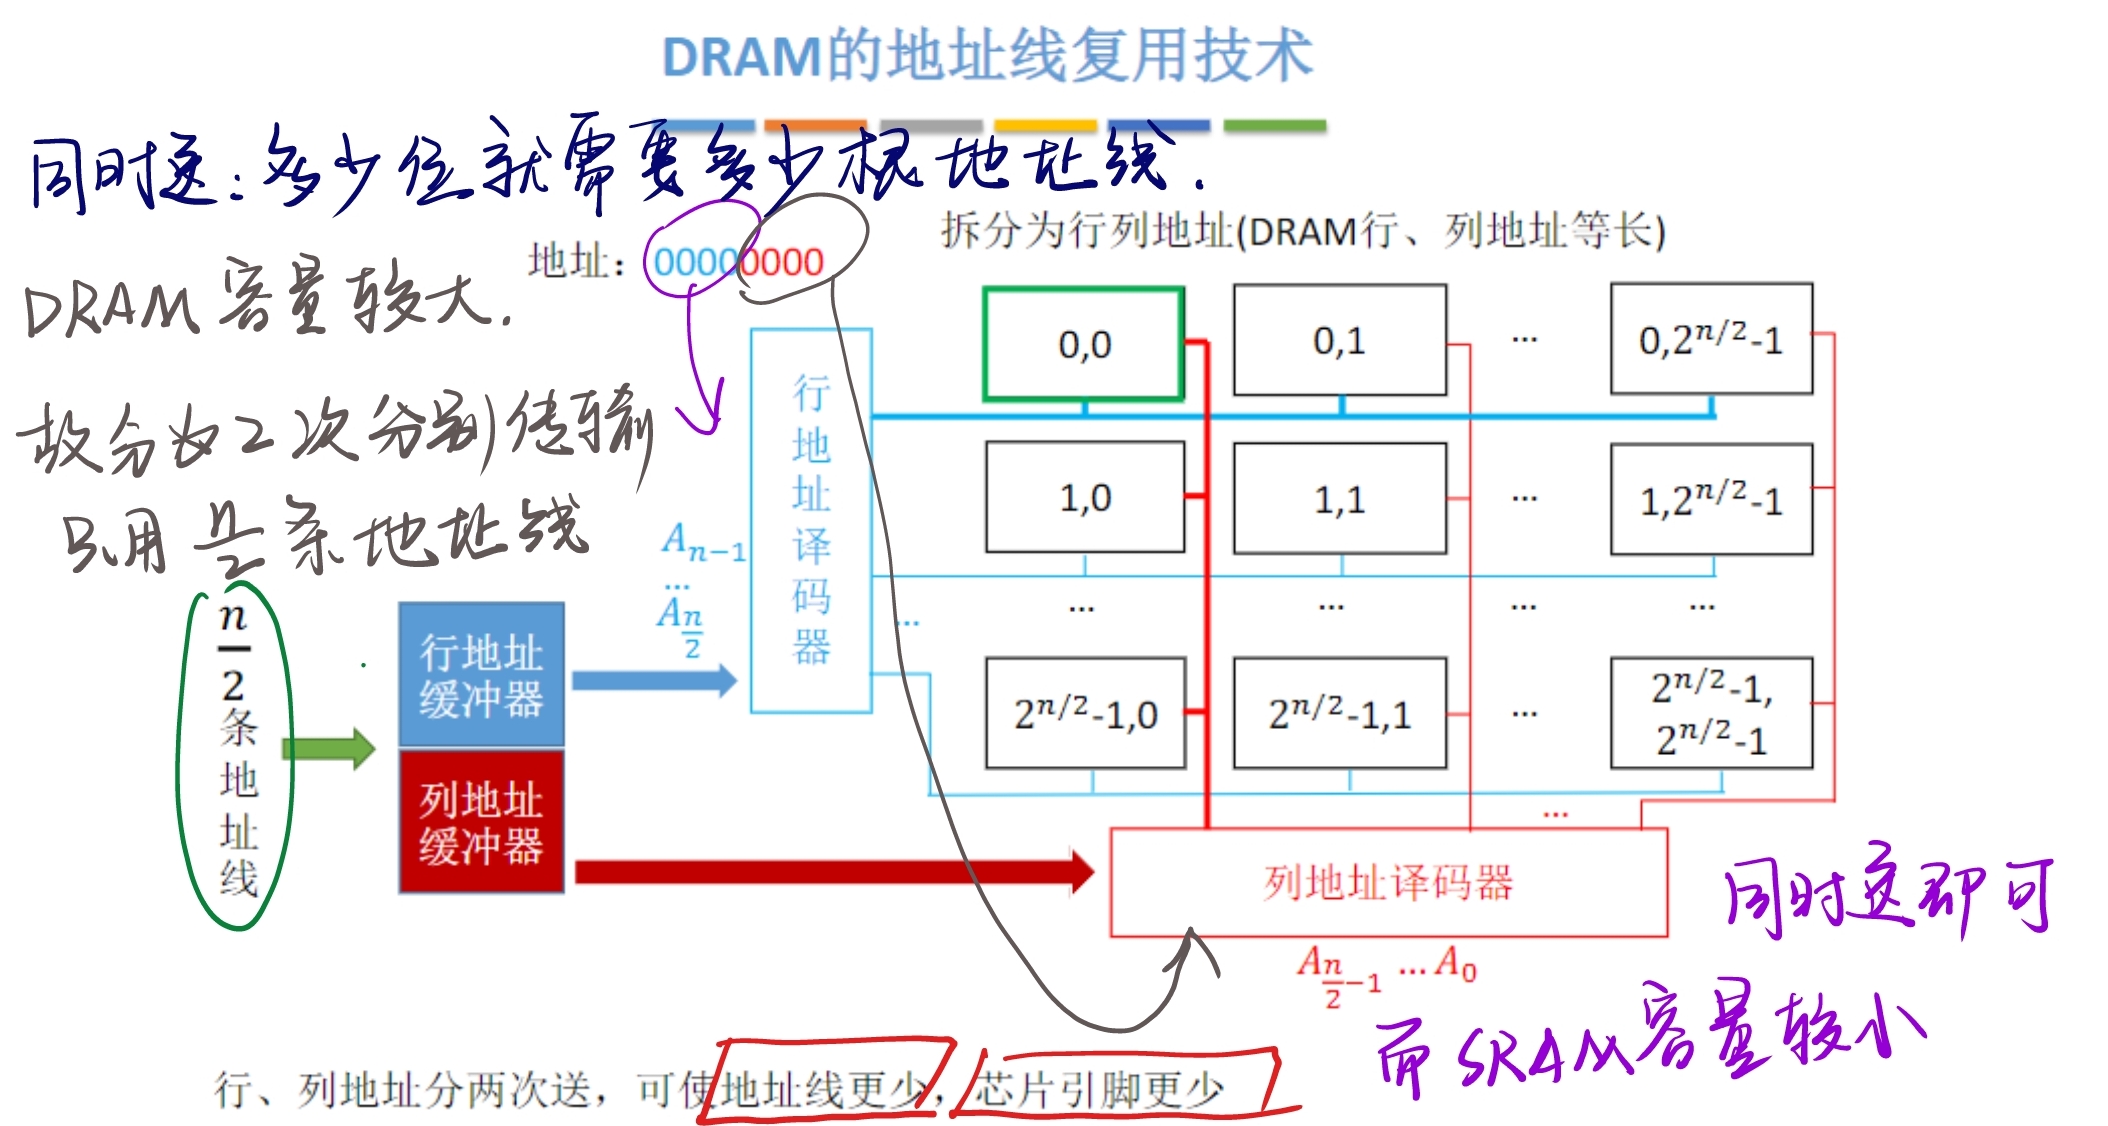 DRAM的地址线复用技术
同时送:多少位就需要多少根地址线.
地址：00000000
拆分为行列地址(DRAM行、列地址等长)
DRAM容量较大.
故分为2次分别传输
只用 n/2 条地址线
0,0
0,1
...
0,2^{n/2}-1
行地址译码器
1,0
1,1
...
1,2^{n/2}-1
A_{n-1}
...
A_{n/2}
...
...
...
...
...
n/2条地址线
行地址缓冲器
列地址缓冲器
2^{n/2}-1,0
2^{n/2}-1,1
...
2^{n/2}-1,
2^{n/2}-1
...
列地址译码器
A_{n/2-1} ...A_0
同时送即可
而SRAM容量较小
行、列地址分两次送，可使地址线更少，芯片引脚更少